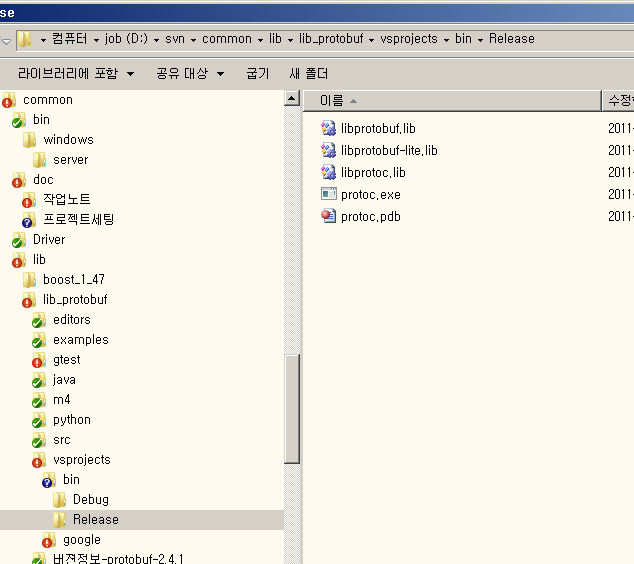 se
컴퓨터 ▾ job (D:) ▾ svn ▾ common ▾ lib ▾ lib_protobuf ▾ vsprojects ▾ bin ▾ Release
라이브러리에 포함 ▾ 공유 대상 ▾ 굽기 새 폴더
common
bin
windows
server
doc
작업노트
프로젝트세팅
Driver
lib
boost_1_47
lib_protobuf
editors
examples
gtest
java
m4
python
src
vsprojects
bin
Debug
Release
google
버젼정보-protobuf-2.4.1
이름 수정
libprotobuf.lib 2011-
libprotobuf-lite.lib 2011-
libprotoc.lib 2011-
protoc.exe 2011-
protoc.pdb 2011-